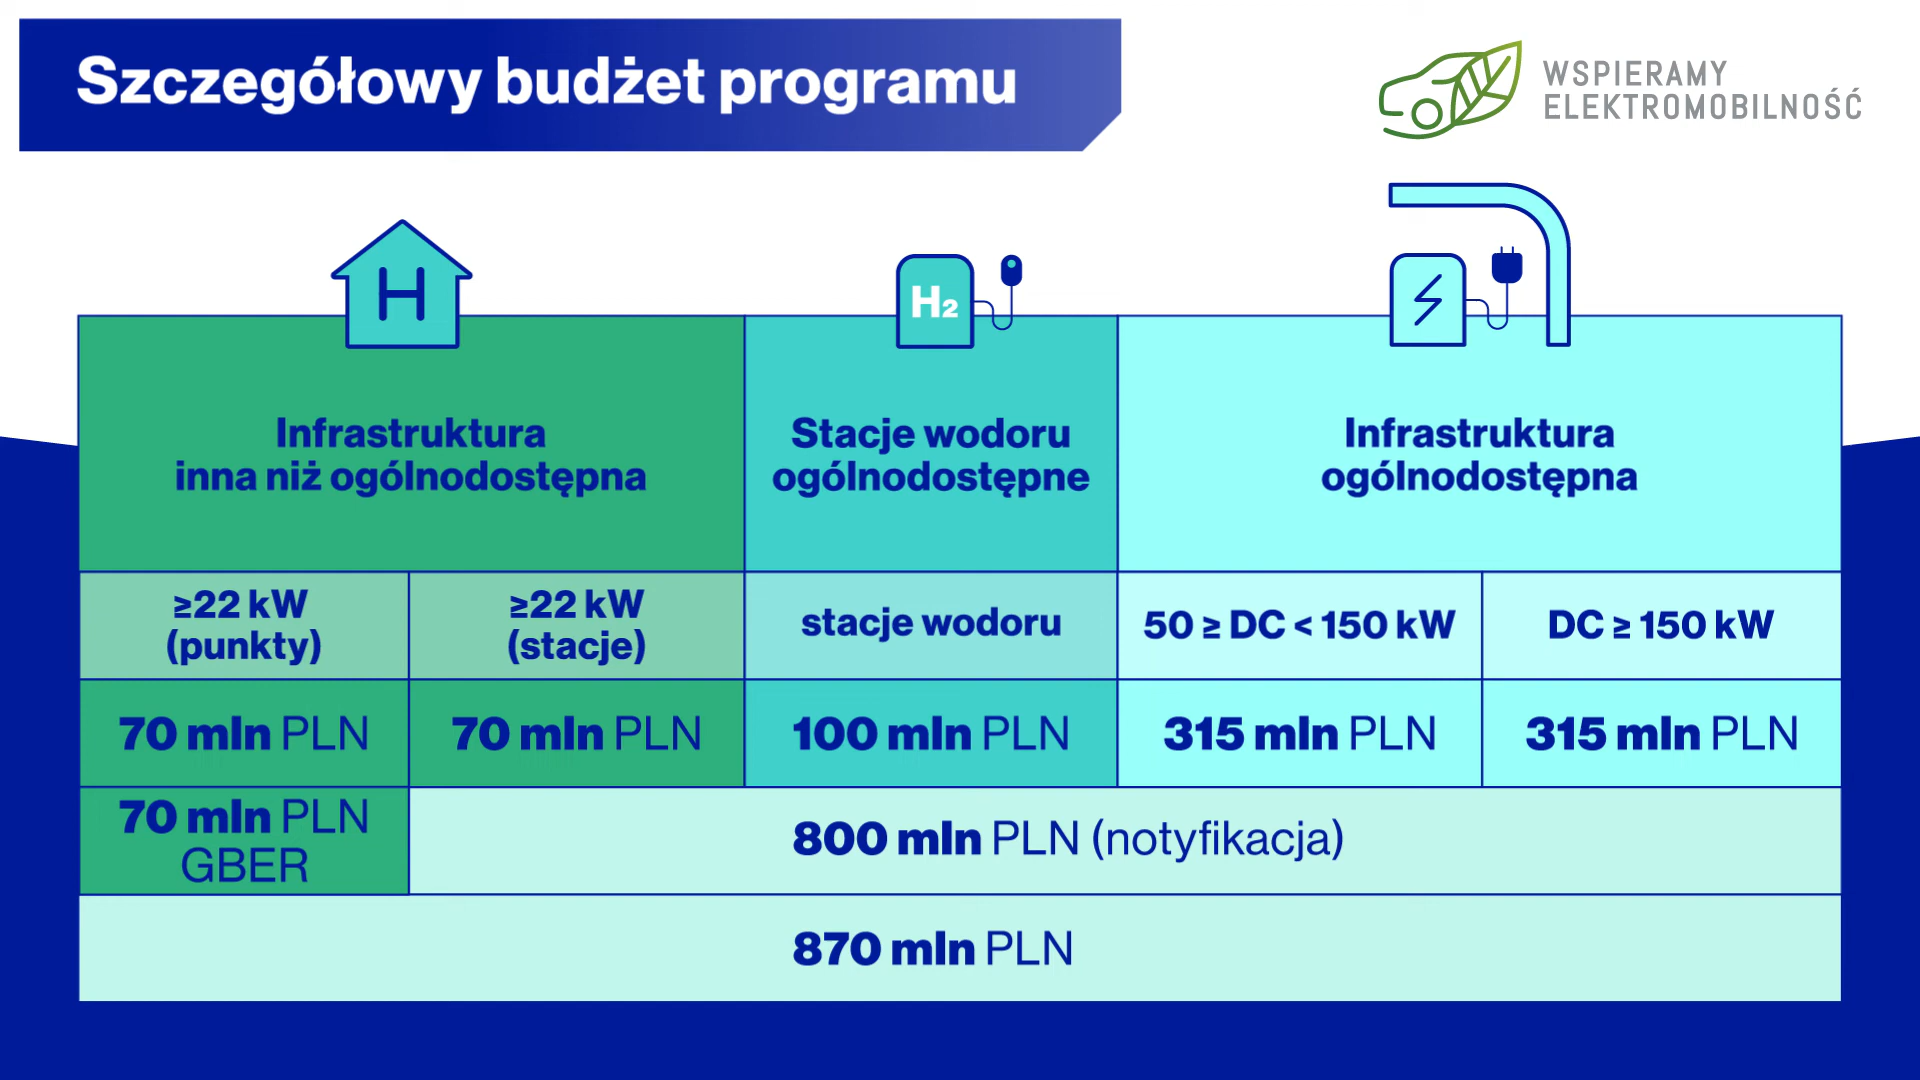 Szczegółowy budżet programu
WSPIERAMY
ELEKTROMOBILNOŚĆ
H
H2
Infrastruktura
inna niż ogólnodostępna
Stacje wodoru
ogólnodostępne
Infrastruktura
ogólnodostępna
≥22 kW
(punkty)
≥22 kW
(stacje)
stacje wodoru
50 ≥ DC < 150 kW
DC ≥ 150 kW
70 mln PLN
70 mln PLN
100 mln PLN
315 mln PLN
315 mln PLN
70 mln PLN
GBER
800 mln PLN (notyfikacja)
870 mln PLN